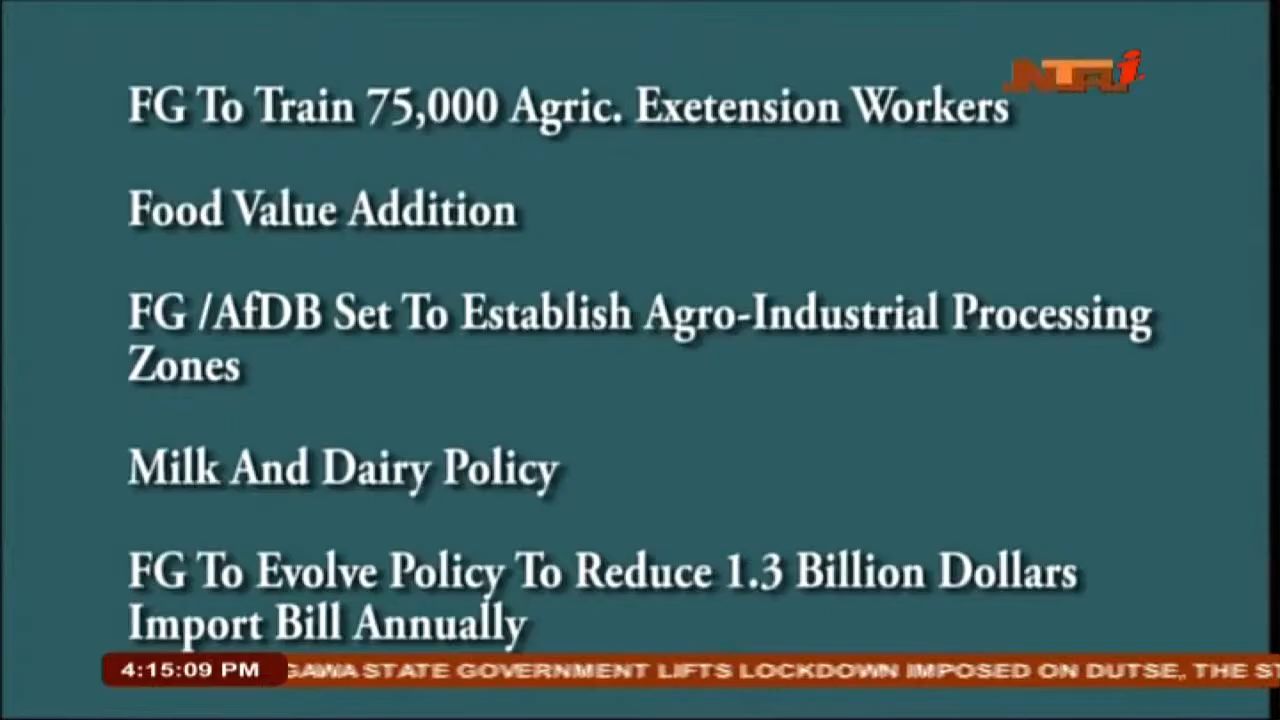 NTAi
FG To Train 75,000 Agric. Exetension Workers
Food Value Addition
FG /AfDB Set To Establish Agro-Industrial Processing
Zones
Milk And Dairy Policy
FG To Evolve Policy To Reduce 1.3 Billion Dollars
Import Bill Annually
4:15:09 PM GAWA STATE GOVERNMENT LIFTS LOCKDOWN IMPOSED ON DUTSE, THE ST